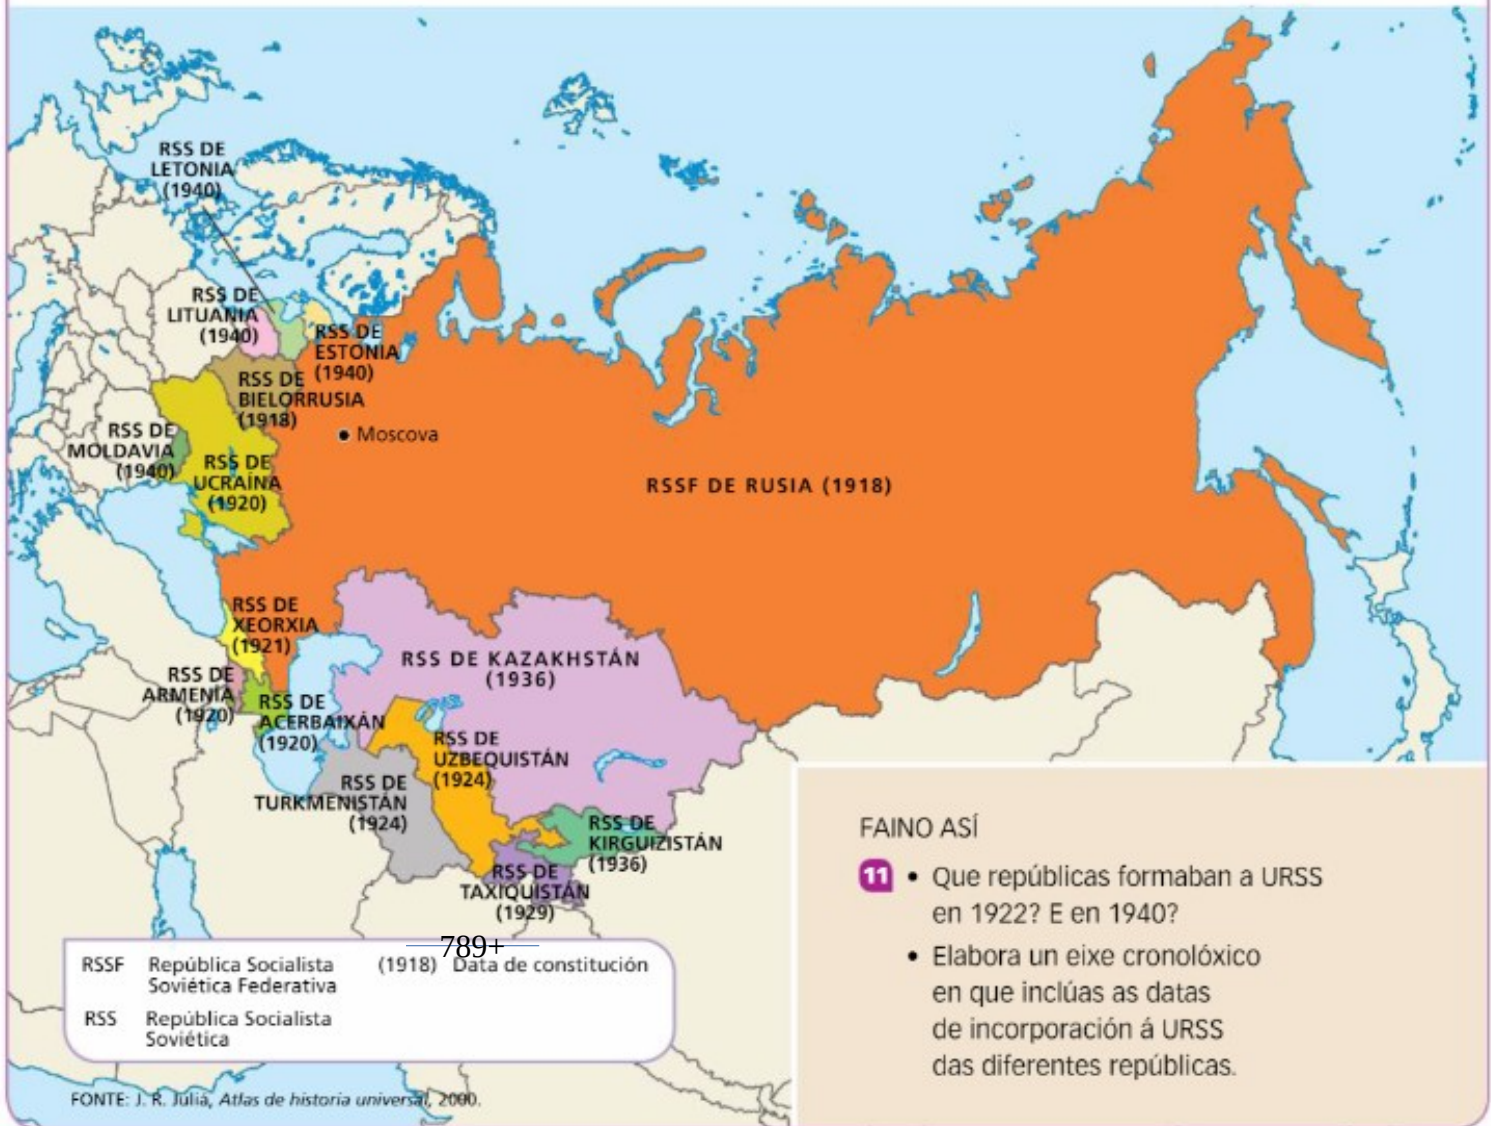 RSS DE
LETONIA
(1940)
RSS DE
LITUANIA
(1940)
RSS DE
ESTONIA
(1940)
RSS DE
BIELORRUSIA
(1918)
Moscova
RSS DE
MOLDAVIA
(1940)
RSS DE
UCRAÍNA
(1920)
RSSF DE RUSIA (1918)
RSS DE
XEORXIA
(1921)
RSS DE KAZAKHSTÁN
(1936)
RSS DE
ARMENIA
(1920)
RSS DE
ACERBAIXÁN
(1920)
RSS DE
UZBEQUISTÁN
(1924)
RSS DE
TURKMENISTÁN
(1924)
RSS DE
KIRGUIZISTÁN
(1936)
RSS DE
TAXIQUISTÁN
(1929)
789+
RSSF República Socialista
Soviética Federativa
(1918) Data de constitución
RSS República Socialista
Soviética
FONTE: J. R. Juliá, Atlas de historia universal, 2000.
FAINO ASÍ
11 • Que repúblicas formaban a URSS
en 1922? E en 1940?
• Elabora un eixe cronolóxico
en que inclúas as datas
de incorporación á URSS
das diferentes repúblicas.